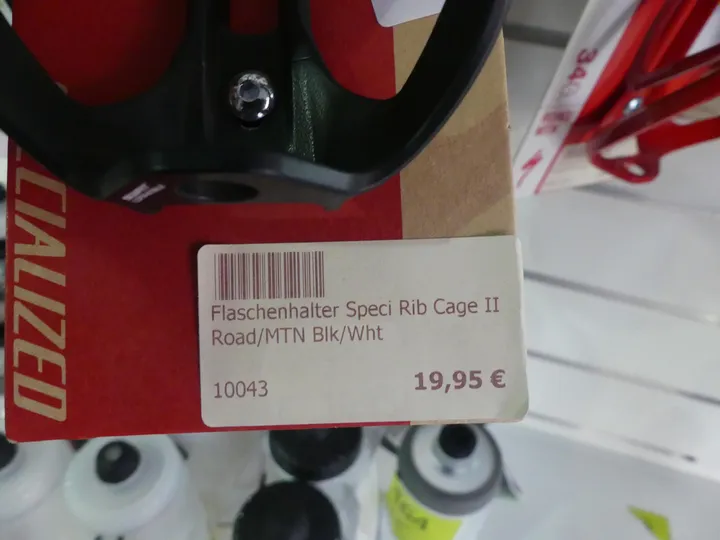 CIALIZED
Flaschenhalter Speci Rib Cage II
Road/MTN Blk/Wht
10043
19,95 €